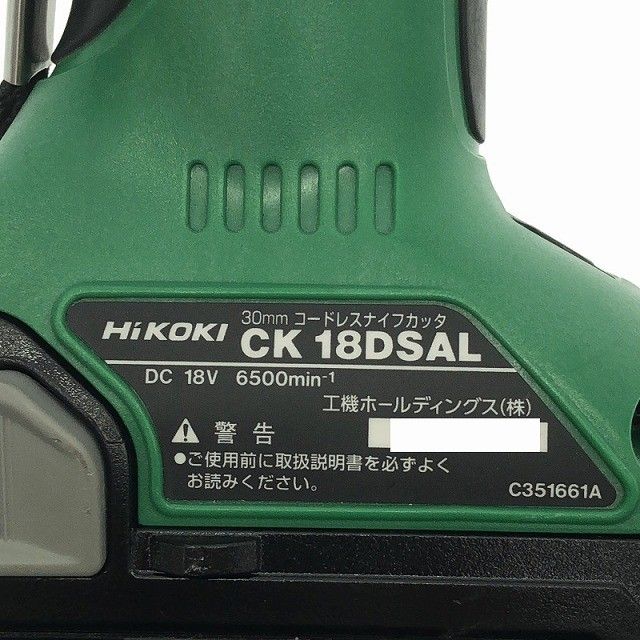 HiKOKI
30mm コードレスナイフカッタ
CK 18DSAL
DC 18V 6500min⁻¹
工機ホールディングス(株)
警告
●ご使用前に取扱説明書を必ずよく
お読みください。
C351661A